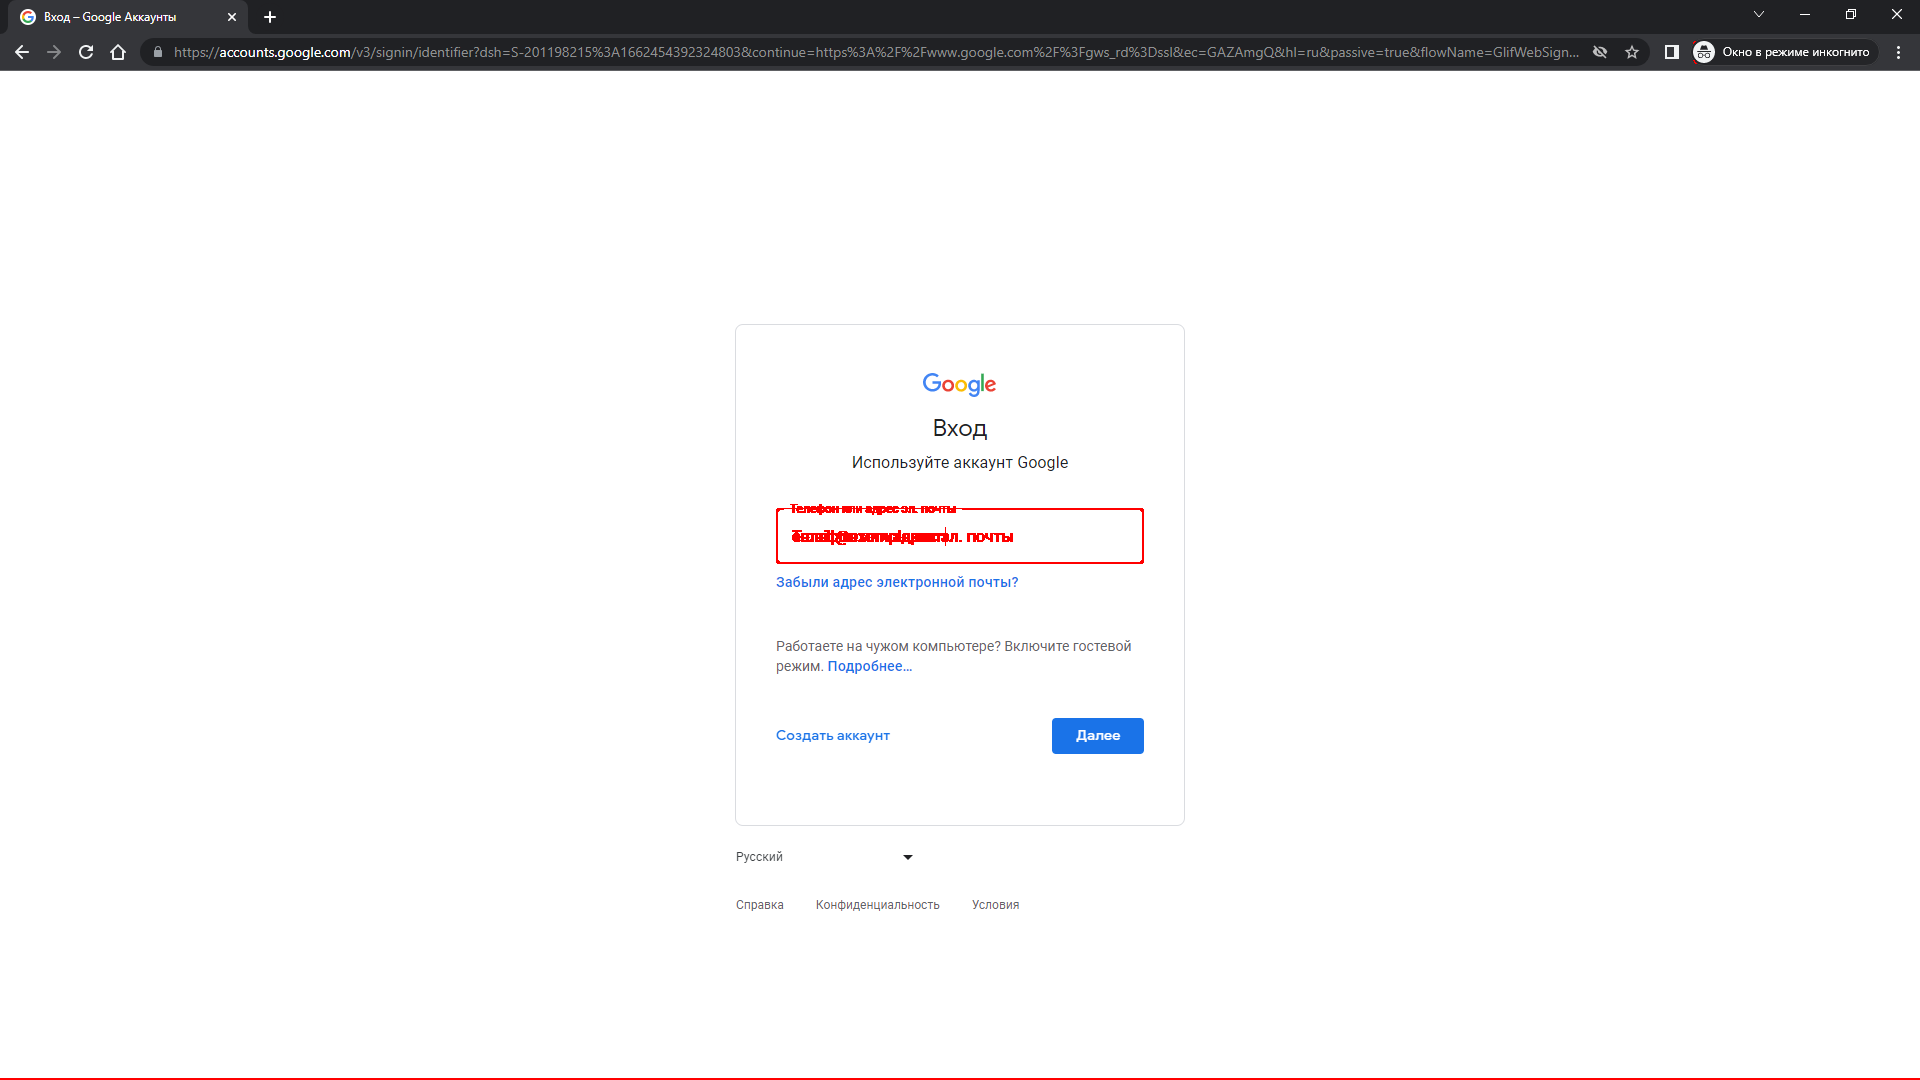 Вход – Google Аккаунты
https://accounts.google.com/v3/signin/identifier?dsh=S-201198215%3A1662454392324803&continue=https%3A%2F%2Fwww.google.com%2F%3Fgws_rd%3Dssl&ec=GAZAmgQ&hl=ru&passive=true&flowName=GlifWebSign...
Окно в режиме инкогнито
Google
Вход
Используйте аккаунт Google
Телефон или адрес эл. почты
почты
Забыли адрес электронной почты?
Работаете на чужом компьютере? Включите гостевой
режим. Подробнее...
Создать аккаунт
Далее
Русский
Справка
Конфиденциальность
Условия